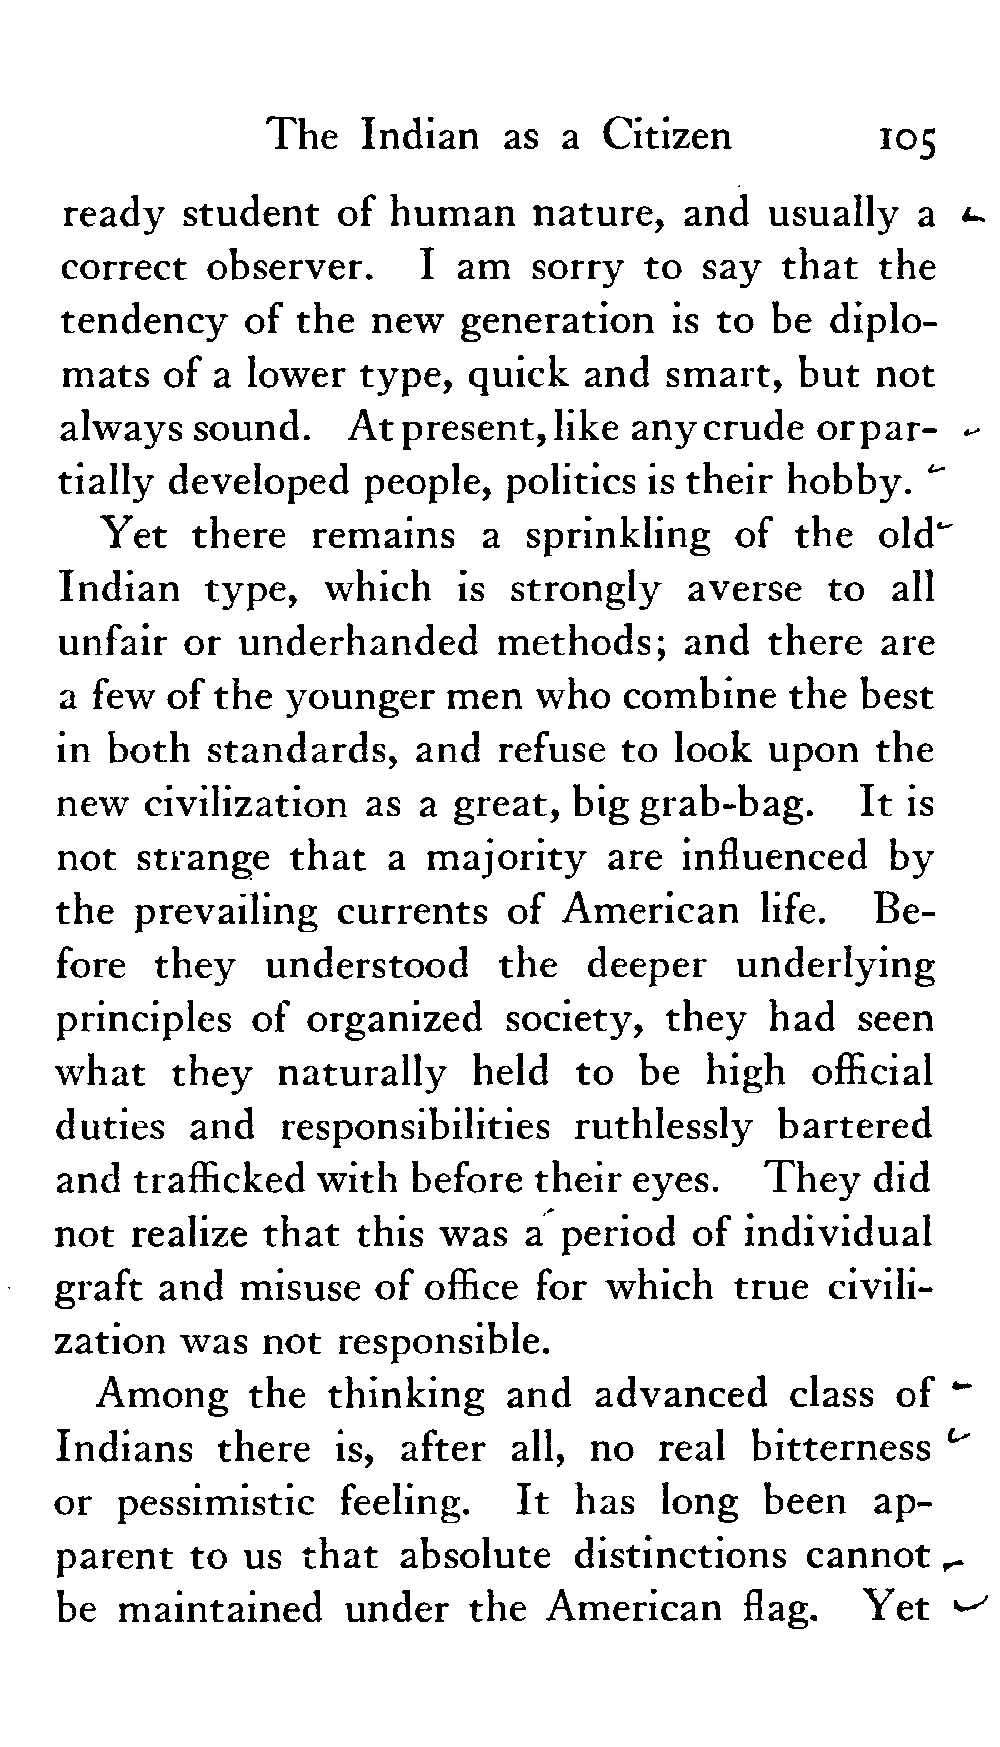 The Indian as a Citizen 105
ready student of human nature, and usually a
correct observer. I am sorry to say that the
tendency of the new generation is to be diplo-
mats of a lower type, quick and smart, but not
always sound. At present, like any crude or par-
tially developed people, politics is their hobby.
Yet there remains a sprinkling of the old
Indian type, which is strongly averse to all
unfair or underhanded methods; and there are
a few of the younger men who combine the best
in both standards, and refuse to look upon the
new civilization as a great, big grab-bag. It is
not strange that a majority are influenced by
the prevailing currents of American life. Be-
fore they understood the deeper underlying
principles of organized society, they had seen
what they naturally held to be high official
duties and responsibilities ruthlessly bartered
and trafficked with before their eyes. They did
not realize that this was a period of individual
graft and misuse of office for which true civili-
zation was not responsible.
Among the thinking and advanced class of
Indians there is, after all, no real bitterness
or pessimistic feeling. It has long been ap-
parent to us that absolute distinctions cannot
be maintained under the American flag. Yet